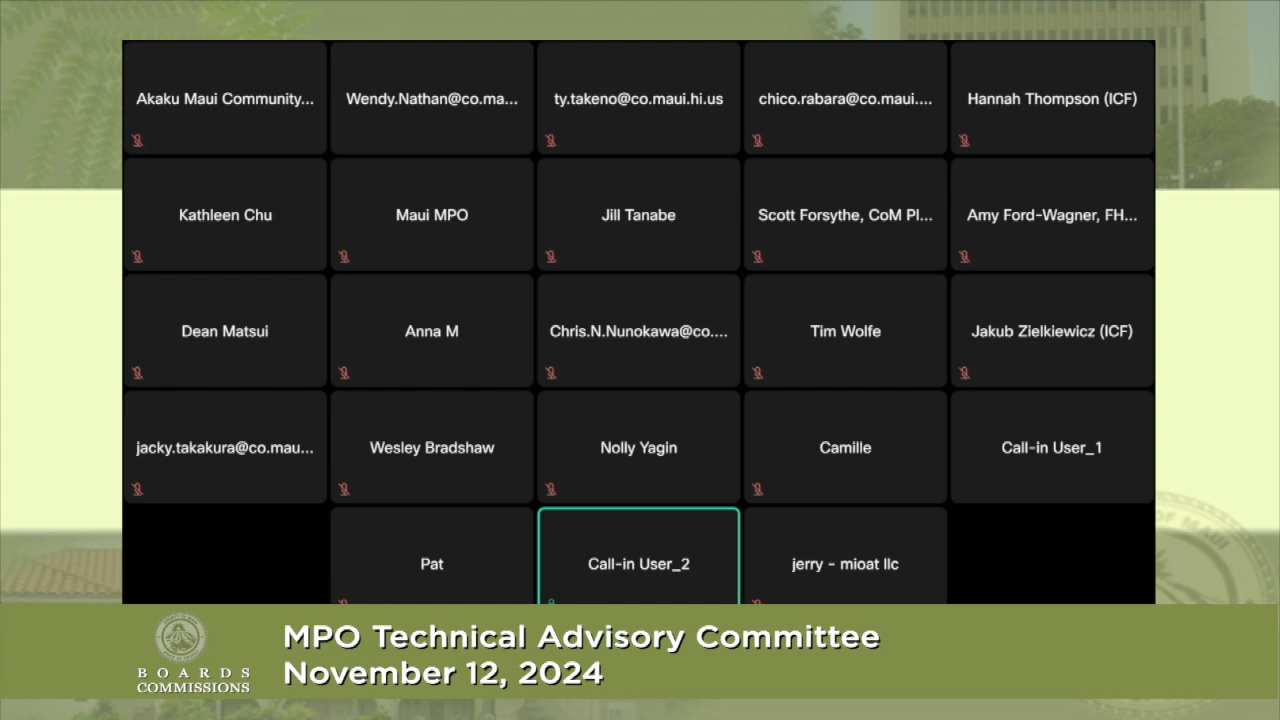 Akaku Maui Community...
Wendy.Nathan@co.ma...
ty.takeno@co.maui.hi.us
chico.rabara@co.maui....
Hannah Thompson (ICF)
Kathleen Chu
Maui MPO
Jill Tanabe
Scott Forsythe, CoM Pl...
Amy Ford-Wagner, FH...
Dean Matsui
Anna M
Chris.N.Nunokawa@co....
Tim Wolfe
Jakub Zielkiewicz (ICF)
jacky.takakura@co.mau...
Wesley Bradshaw
Nolly Yagin
Camille
Call-in User_1
Pat
Call-in User_2
jerry - mioat llc
OF MAUI
BOARDS
COMMISSIONS
MPO Technical Advisory Committee
November 12, 2024